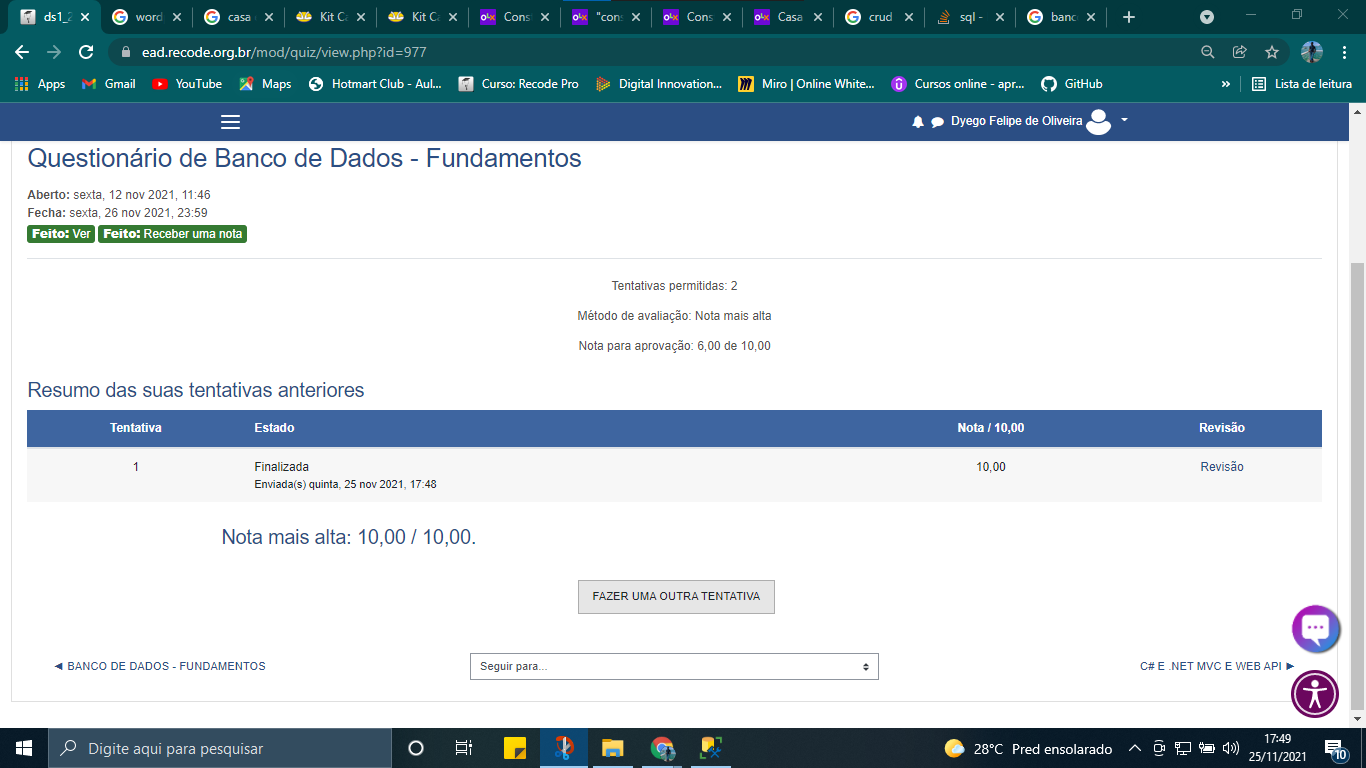 ds1_2
word
casa
Kit Ca
Kit Ca
Cons
"cons
Cons
Casa
crud
sql -
banc
ead.recode.org.br/mod/quiz/view.php?id=977
Apps
Gmail
YouTube
Maps
Hotmart Club - Aul...
Curso: Recode Pro
Digital Innovation...
Miro | Online White...
Cursos online - apr...
GitHub
»
Lista de leitura
Dyego Felipe de Oliveira
Questionário de Banco de Dados - Fundamentos
Aberto: sexta, 12 nov 2021, 11:46
Fecha: sexta, 26 nov 2021, 23:59
Feito: Ver Feito: Receber uma nota
Tentativas permitidas: 2
Método de avaliação: Nota mais alta
Nota para aprovação: 6,00 de 10,00
Resumo das suas tentativas anteriores
Tentativa Estado Nota / 10,00 Revisão
1 Finalizada 10,00 Revisão
Enviada(s) quinta, 25 nov 2021, 17:48
Nota mais alta: 10,00 / 10,00.
FAZER UMA OUTRA TENTATIVA
◄ BANCO DE DADOS - FUNDAMENTOS
Seguir para...
C# E .NET MVC E WEB API ►
Digite aqui para pesquisar
28°C Pred ensolarado
17:49
25/11/2021
10